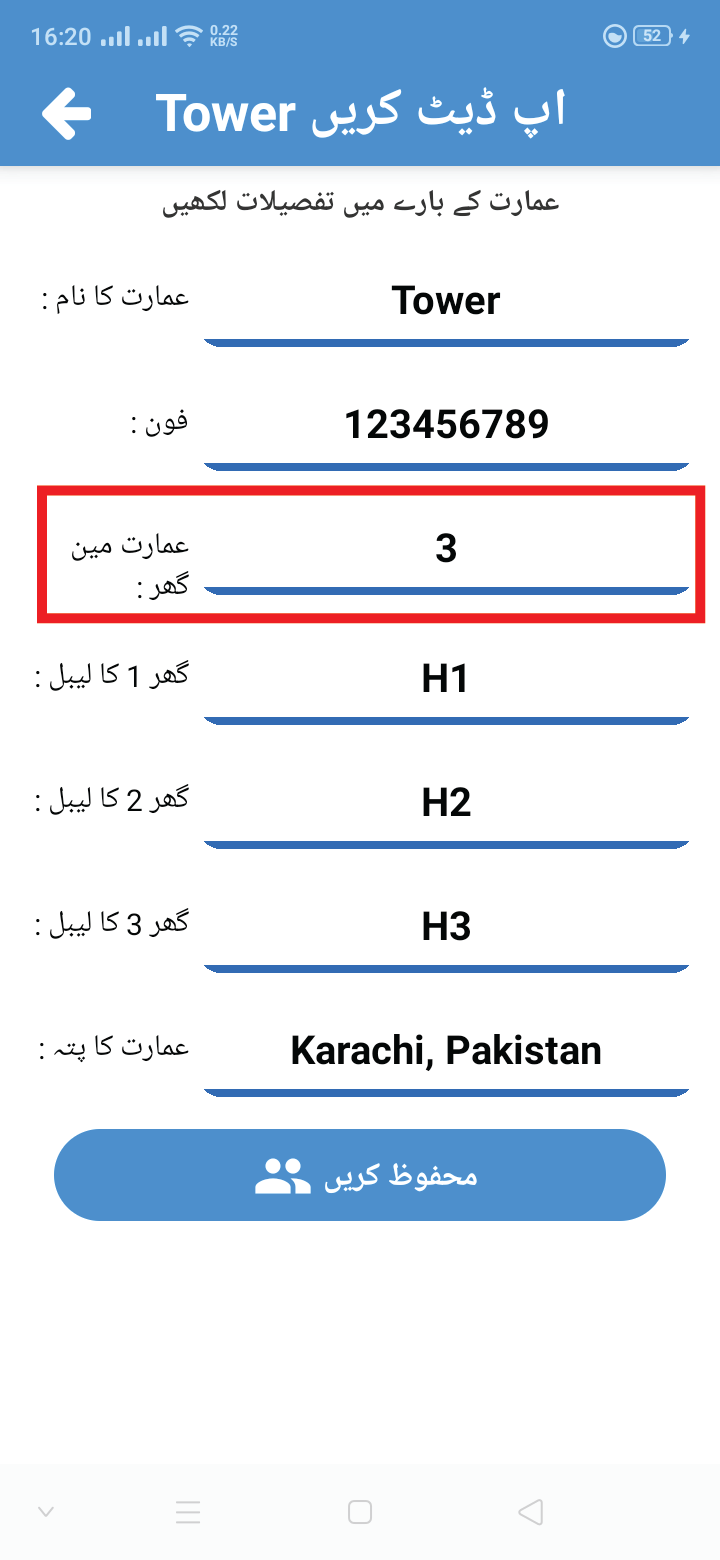 16:20 0.22 KB/S 52
اپ ڈیٹ کریں Tower
عمارت کے بارے میں تفصیلات لکھیں
عمارت کا نام :
Tower
فون :
123456789
عمارت مین
گھر :
3
گھر 1 کا لیبل :
H1
گھر 2 کا لیبل :
H2
گھر 3 کا لیبل :
H3
عمارت کا پتہ :
Karachi, Pakistan
محفوظ کریں